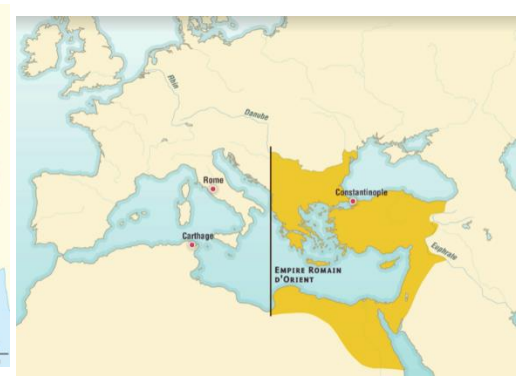 Rhin
Danube
Rome
Constantinople
Carthage
Euphrate
EMPIRE ROMAIN
D'ORIENT